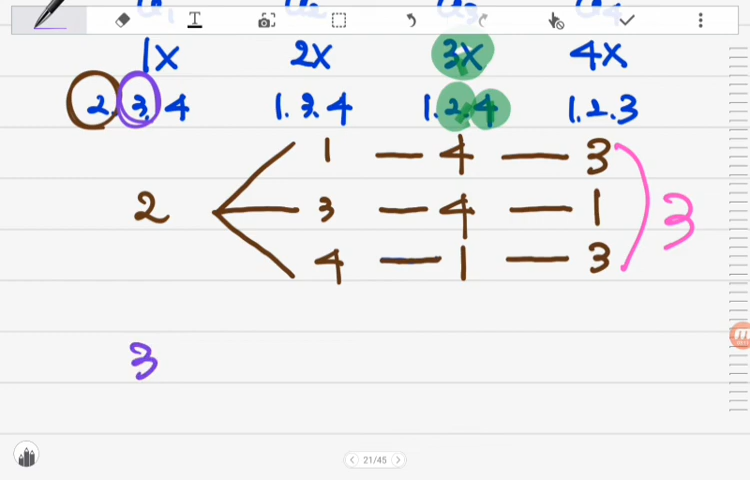 1x 2x 3x 4x
2. 3. 4 1. 3. 4 1. 2. 4 1. 2. 3
1 — 4 — 3
2 3 — 4 — 1 3
4 — 1 — 3
3
21/45